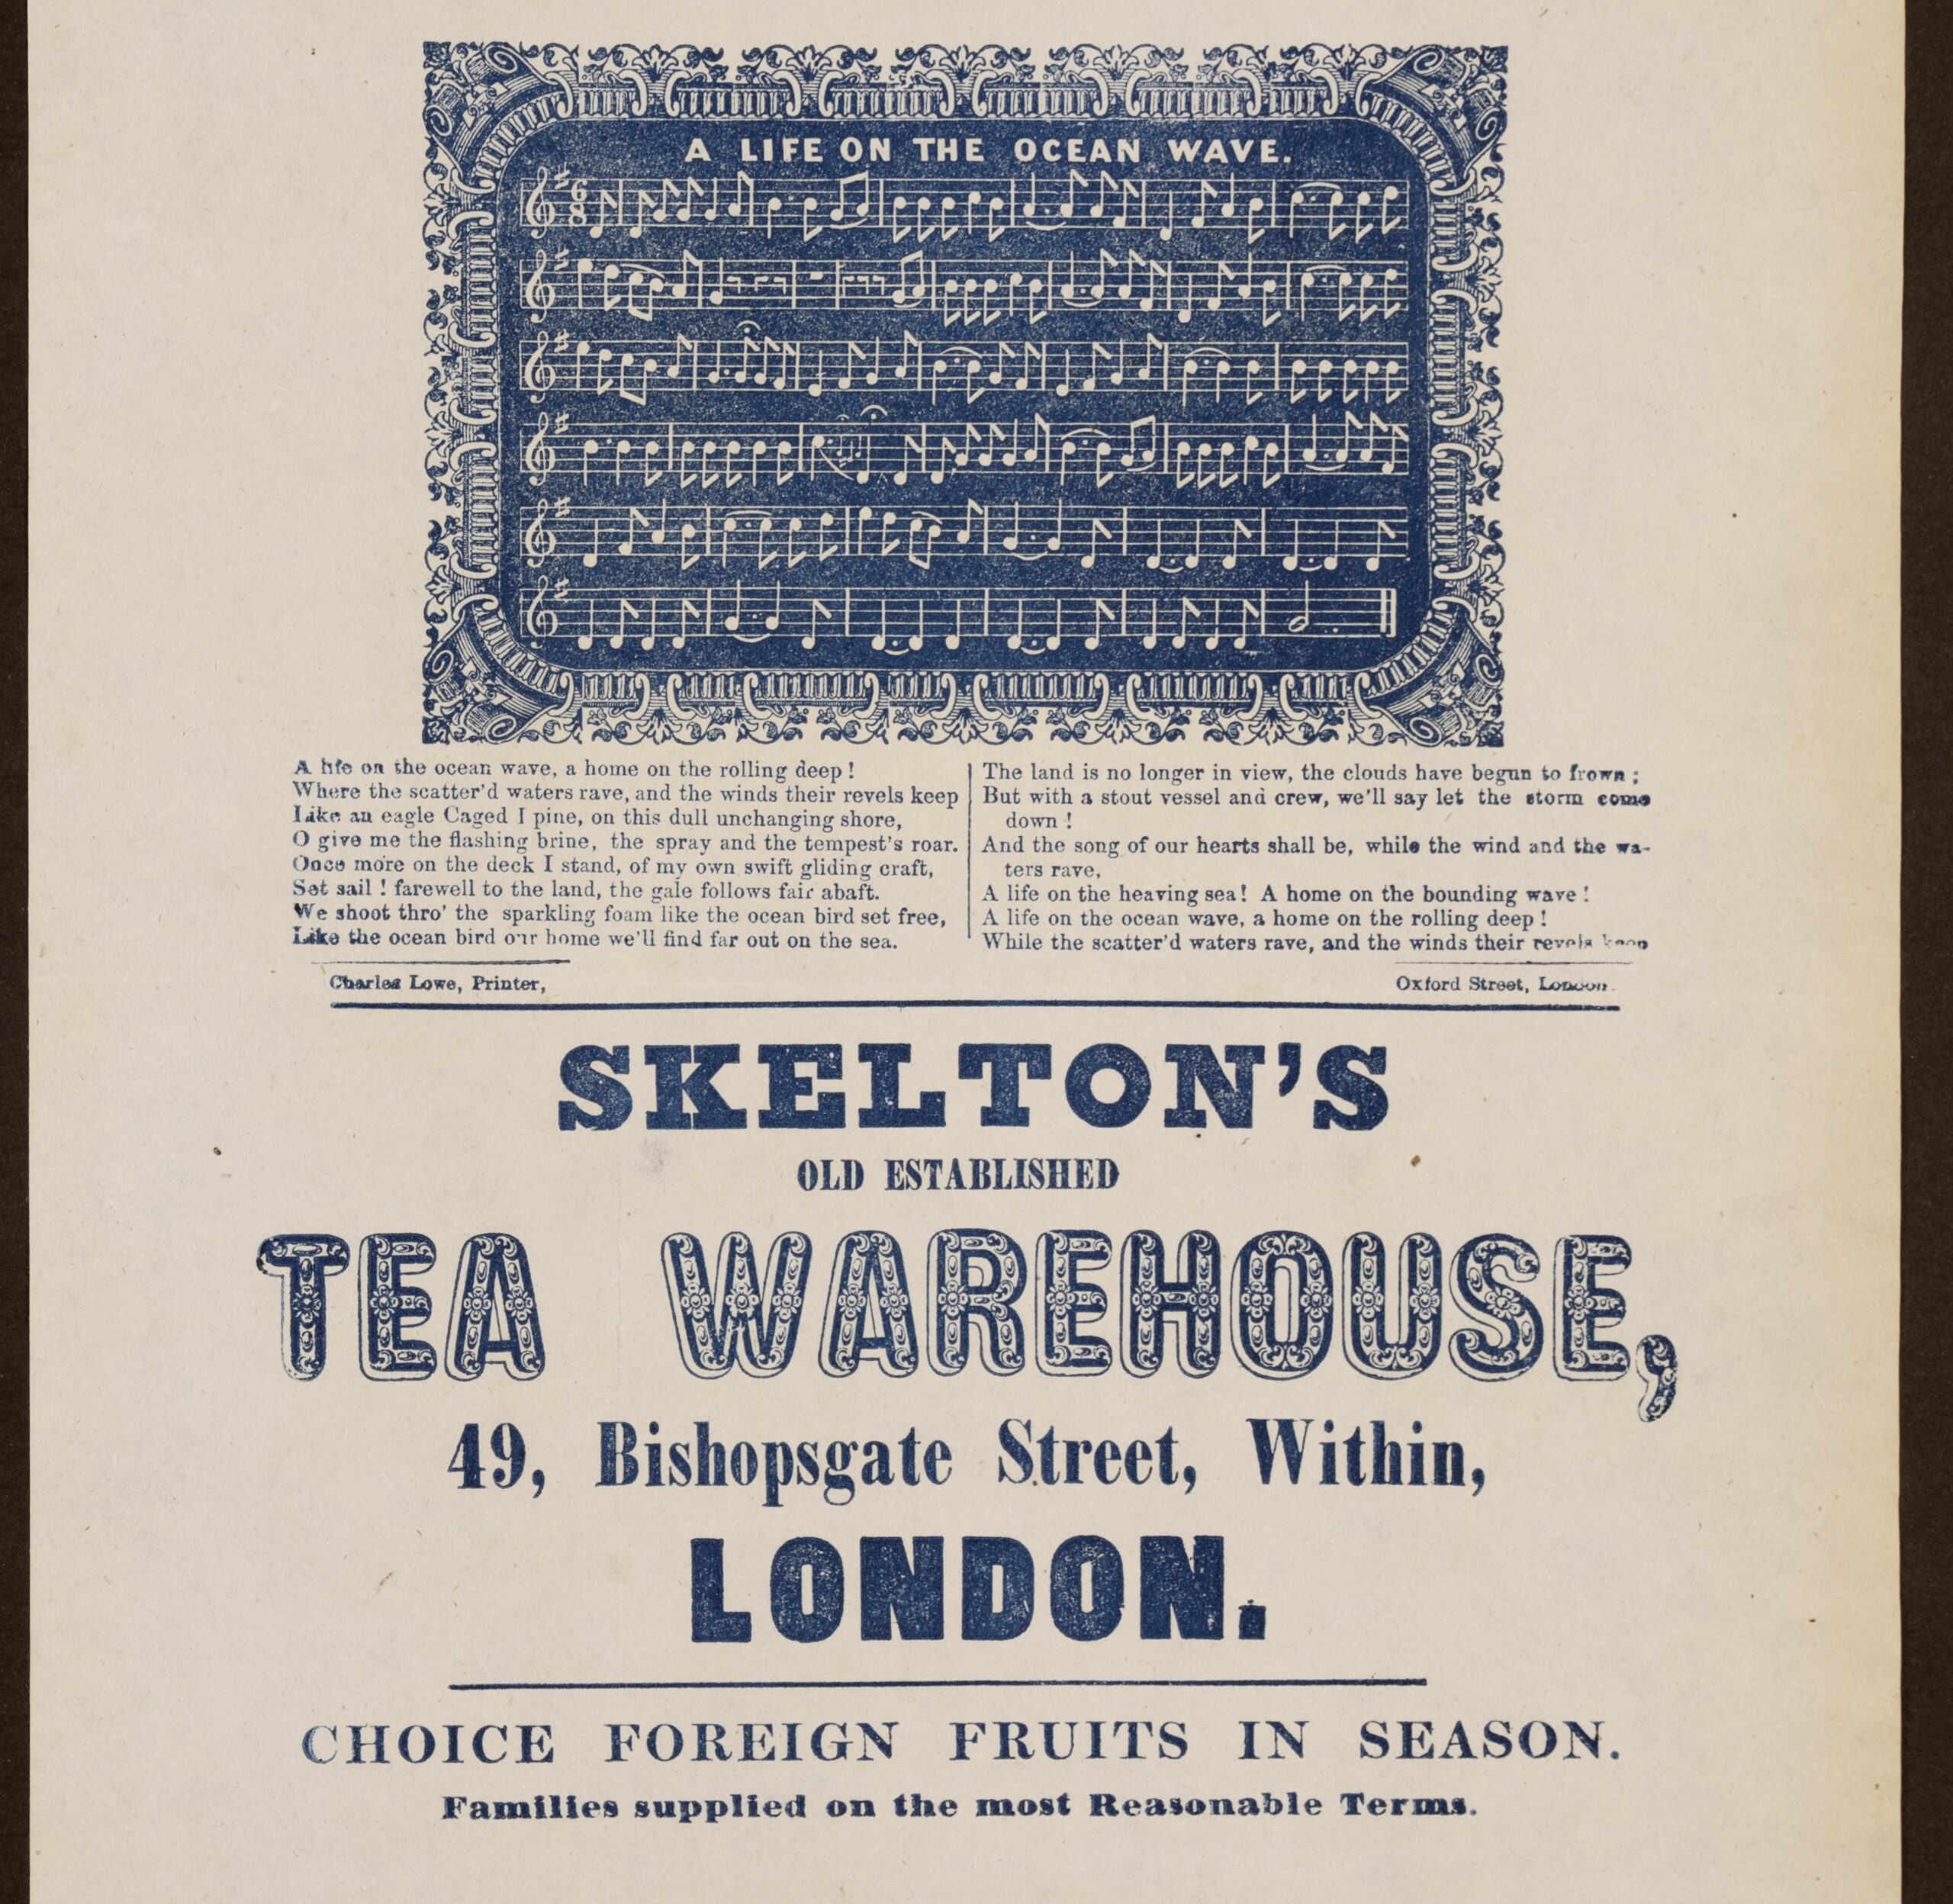 A LIFE ON THE OCEAN WAVE.
6
8
A life on the ocean wave, a home on the rolling deep !
Where the scatter'd waters rave, and the winds their revels keep
Like an eagle Caged I pine, on this dull unchanging shore,
O give me the flashing brine, the spray and the tempest's roar.
Once more on the deck I stand, of my own swift gliding craft,
Set sail ! farewell to the land, the gale follows fair abaft.
We shoot thro' the sparkling foam like the ocean bird set free,
Like the ocean bird our home we'll find far out on the sea.
The land is no longer in view, the clouds have begun to frown ;
But with a stout vessel and crew, we'll say let the storm come
down !
And the song of our hearts shall be, while the wind and the wa-
ters rave,
A life on the heaving sea! A home on the bounding wave !
A life on the ocean wave, a home on the rolling deep !
While the scatter'd waters rave, and the winds their revels keep
Charles Lowe, Printer,
Oxford Street, London.
SKELTON'S
OLD ESTABLISHED
TEA WAREHOUSE,
49, Bishopsgate Street, Within,
LONDON.
CHOICE FOREIGN FRUITS IN SEASON.
Families supplied on the most Reasonable Terms.